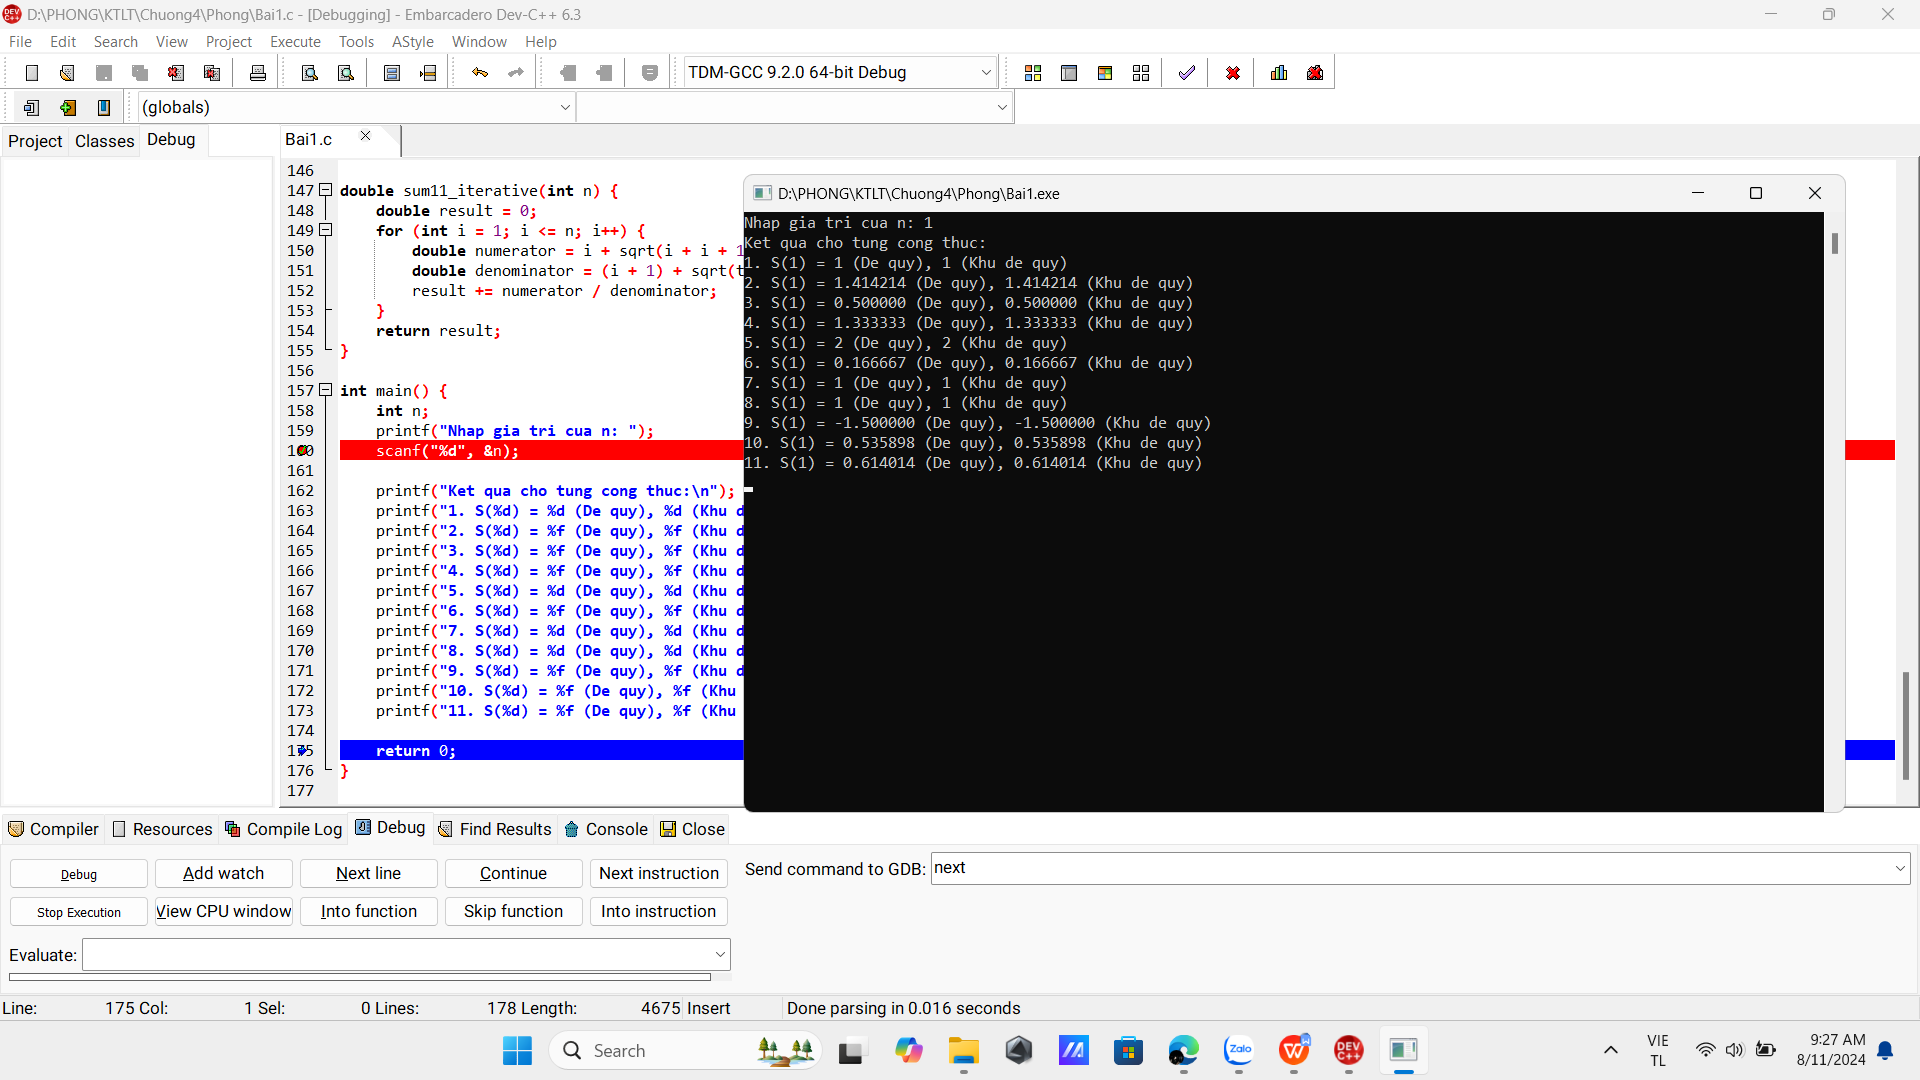 D:\PHONG\KTLT\Chuong4\Phong\Bai1.c - [Debugging] - Embarcadero Dev-C++ 6.3
File Edit Search View Project Execute Tools AStyle Window Help
TDM-GCC 9.2.0 64-bit Debug
(globals)
Project Classes Debug
Bai1.c
146
147 double sum11_iterative(int n) {
148 double result = 0;
149 for (int i = 1; i <= n; i++) {
150 double numerator = i + sqrt(i + i + 1
151 double denominator = (i + 1) + sqrt(
152 result += numerator / denominator;
153 }
154 return result;
155 }
156
157 int main() {
158 int n;
159 printf("Nhap gia tri cua n: ");
160 scanf("%d", &n);
161
162 printf("Ket qua cho tung cong thuc:\n");
163 printf("1. S(%d) = %d (De quy), %d (Khu d
164 printf("2. S(%d) = %f (De quy), %f (Khu d
165 printf("3. S(%d) = %f (De quy), %f (Khu d
166 printf("4. S(%d) = %f (De quy), %f (Khu d
167 printf("5. S(%d) = %d (De quy), %d (Khu d
168 printf("6. S(%d) = %f (De quy), %f (Khu d
169 printf("7. S(%d) = %d (De quy), %d (Khu d
170 printf("8. S(%d) = %d (De quy), %d (Khu d
171 printf("9. S(%d) = %f (De quy), %f (Khu d
172 printf("10. S(%d) = %f (De quy), %f (Khu
173 printf("11. S(%d) = %f (De quy), %f (Khu
174
175 return 0;
176 }
177
D:\PHONG\KTLT\Chuong4\Phong\Bai1.exe
Nhap gia tri cua n: 1
Ket qua cho tung cong thuc:
1. S(1) = 1 (De quy), 1 (Khu de quy)
2. S(1) = 1.414214 (De quy), 1.414214 (Khu de quy)
3. S(1) = 0.500000 (De quy), 0.500000 (Khu de quy)
4. S(1) = 1.333333 (De quy), 1.333333 (Khu de quy)
5. S(1) = 2 (De quy), 2 (Khu de quy)
6. S(1) = 0.166667 (De quy), 0.166667 (Khu de quy)
7. S(1) = 1 (De quy), 1 (Khu de quy)
8. S(1) = 1 (De quy), 1 (Khu de quy)
9. S(1) = -1.500000 (De quy), -1.500000 (Khu de quy)
10. S(1) = 0.535898 (De quy), 0.535898 (Khu de quy)
11. S(1) = 0.614014 (De quy), 0.614014 (Khu de quy)
Compiler Resources Compile Log Debug Find Results Console Close
Debug Add watch Next line Continue Next instruction
Send command to GDB: next
Stop Execution View CPU window Into function Skip function Into instruction
Evaluate:
Line: 175 Col: 1 Sel: 0 Lines: 178 Length: 4675 Insert Done parsing in 0.016 seconds
Search
Zalo
DEV C++
VIE
TL
9:27 AM
8/11/2024